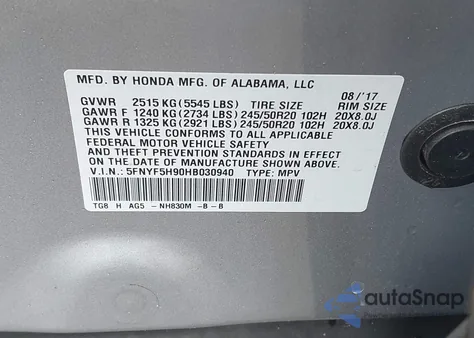 MFD. BY HONDA MFG. OF ALABAMA, LLC 08/'17
GVWR 2515 KG(5545 LBS) TIRE SIZE RIM SIZE
GAWR F 1240 KG(2734 LBS) 245/50R20 102H 20X8.0J
GAWR R 1325 KG(2921 LBS) 245/50R20 102H 20X8.0J
THIS VEHICLE CONFORMS TO ALL APPLICABLE
FEDERAL MOTOR VEHICLE SAFETY
AND THEFT PREVENTION STANDARDS IN EFFECT ON
THE DATE OF MANUFACTURE SHOWN ABOVE.
V.I.N.: 5FNYF5H90HB030940 TYPE: MPV
TG8 H AG5 -NH830M -B -B
autoSnap